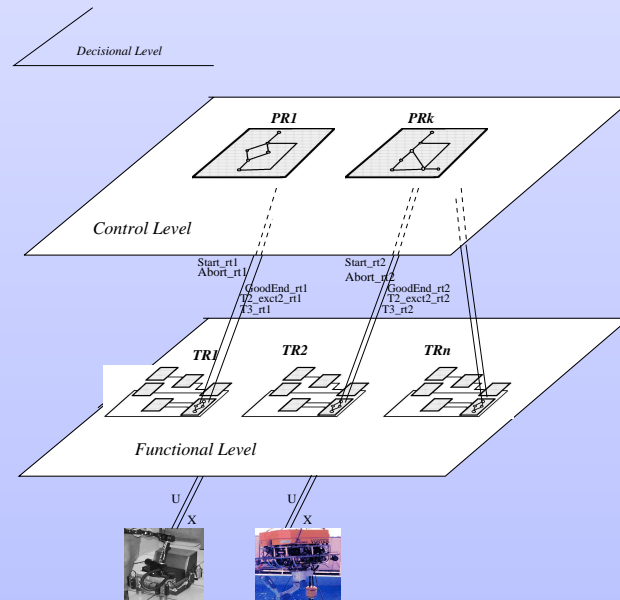 Decisional Level
PR1
PRk
Control Level
Start_rt1
Abort_rt1
GoodEnd_rt1
T2_exct2_rt1
T3_rt1
Start_rt2
Abort_rt2
GoodEnd_rt2
T2_exct2_rt2
T3_rt2
TR1
TR2
TRn
Functional Level
U
X
U
X